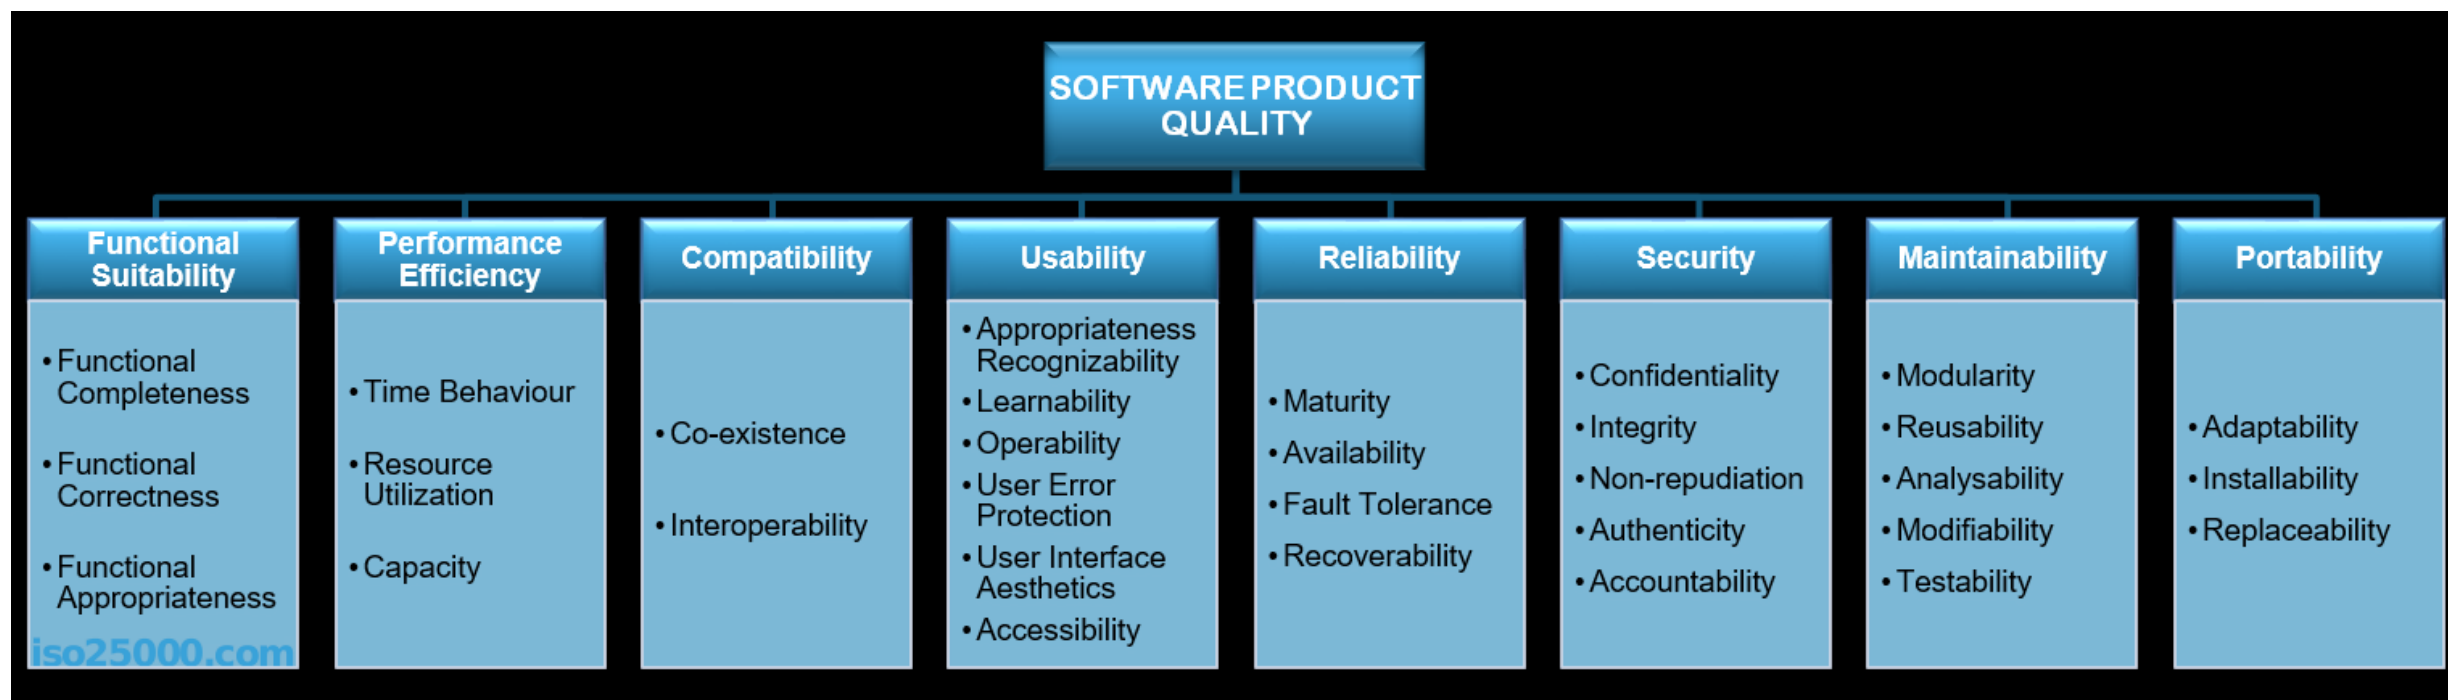 SOFTWARE PRODUCT
QUALITY
Functional
Suitability
• Functional
Completeness
• Functional
Correctness
• Functional
Appropriateness
iso25000.com
Performance
Efficiency
• Time Behaviour
• Resource
Utilization
• Capacity
Compatibility
• Co-existence
• Interoperability
Usability
• Appropriateness
Recognizability
• Learnability
• Operability
• User Error
Protection
• User Interface
Aesthetics
• Accessibility
Reliability
• Maturity
• Availability
• Fault Tolerance
• Recoverability
Security
• Confidentiality
• Integrity
• Non-repudiation
• Authenticity
• Accountability
Maintainability
• Modularity
• Reusability
• Analysability
• Modifiability
• Testability
Portability
• Adaptability
• Installability
• Replaceability